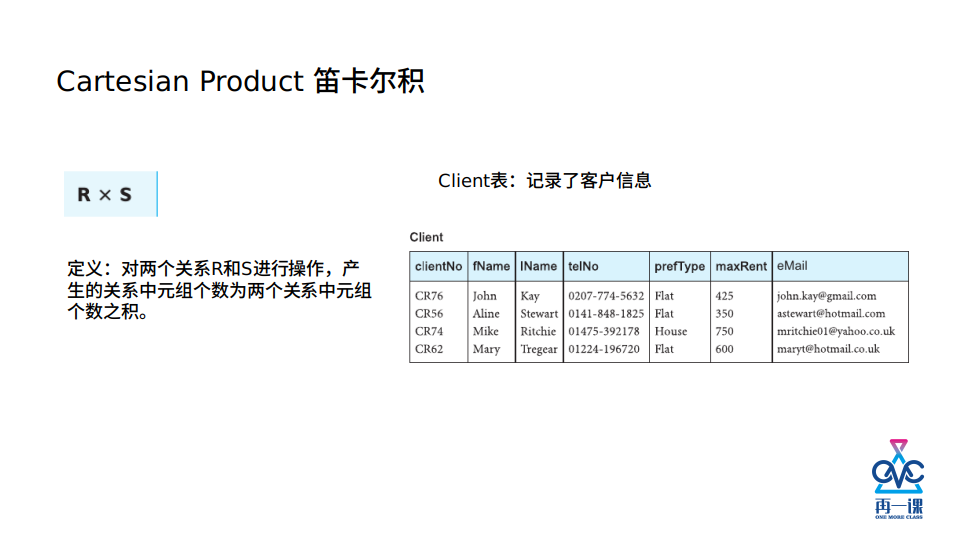 Cartesian Product 笛卡尔积
R × S
定义：对两个关系R和S进行操作，产
生的关系中元组个数为两个关系中元组
个数之积。
Client表：记录了客户信息
Client
clientNo fName lName telNo prefType maxRent eMail
CR76 John Kay 0207-774-5632 Flat 425 john.kay@gmail.com
CR56 Aline Stewart 0141-848-1825 Flat 350 astewart@hotmail.com
CR74 Mike Ritchie 01475-392178 House 750 mritchie01@yahoo.co.uk
CR62 Mary Tregear 01224-196720 Flat 600 maryt@hotmail.co.uk
OMC
再一课
ONE MORE CLASS